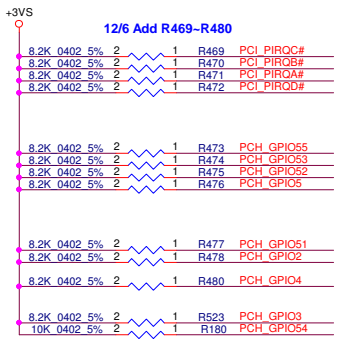 +3VS
12/6 Add R469~R480
8.2K_0402_5% 2 1 R469 PCI_PIRQC#
8.2K_0402_5% 2 1 R470 PCI_PIRQB#
8.2K_0402_5% 2 1 R471 PCI_PIRQA#
8.2K_0402_5% 2 1 R472 PCI_PIRQD#
8.2K_0402_5% 2 1 R473 PCH_GPIO55
8.2K_0402_5% 2 1 R474 PCH_GPIO53
8.2K_0402_5% 2 1 R475 PCH_GPIO52
8.2K_0402_5% 2 1 R476 PCH_GPIO5
8.2K_0402_5% 2 1 R477 PCH_GPIO51
8.2K_0402_5% 2 1 R478 PCH_GPIO2
8.2K_0402_5% 2 1 R480 PCH_GPIO4
8.2K_0402_5% 2 1 R523 PCH_GPIO3
10K_0402_5% 2 1 R180 PCH_GPIO54